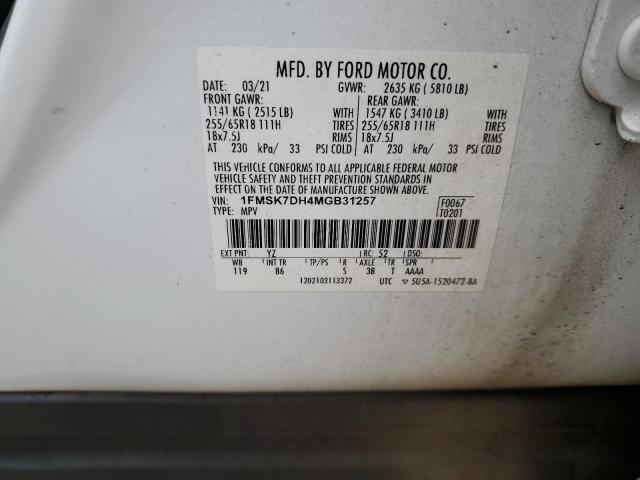 MFD. BY FORD MOTOR CO.
DATE: 03/21 GVWR: 2635 KG ( 5810 LB)
FRONT GAWR: REAR GAWR:
1141 KG ( 2515 LB) WITH 1547 KG ( 3410 LB) WITH
255/65R18 111H TIRES 255/65R18 111H TIRES
18x7.5J RIMS 18x7.5J RIMS
AT 230 kPa/ 33 PSI COLD AT 230 kPa/ 33 PSI COLD
THIS VEHICLE CONFORMS TO ALL APPLICABLE FEDERAL MOTOR
VEHICLE SAFETY AND THEFT PREVENTION STANDARDS IN
EFFECT ON THE DATE OF MANUFACTURE SHOWN ABOVE.
VIN: 1FMSK7DH4MGB31257 F0067
TYPE: MPV T0201
EXT PNT: YZ RC: 52 DSO:
WB INT TR TP/PS R AXLE TR SPR
119 86 S 38 T AAAA
1202103113372 UTC ▽ 5U5A-1520472-BA